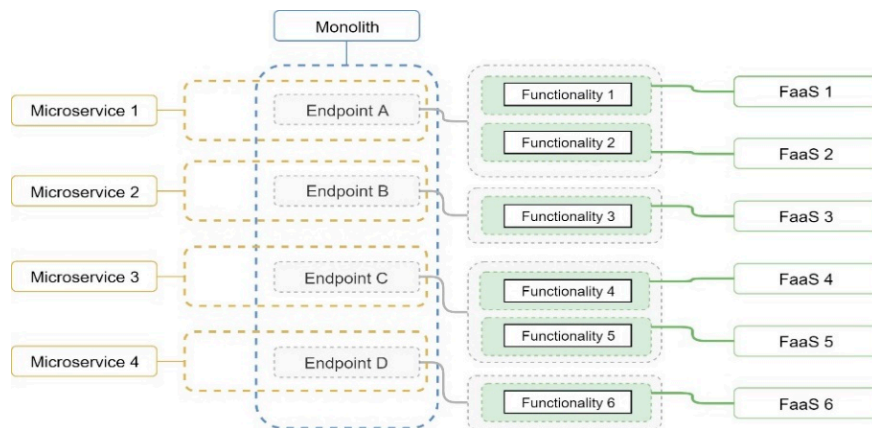 Monolith
Microservice 1
Endpoint A
Functionality 1
FaaS 1
Functionality 2
FaaS 2
Microservice 2
Endpoint B
Functionality 3
FaaS 3
Microservice 3
Endpoint C
Functionality 4
FaaS 4
Functionality 5
FaaS 5
Microservice 4
Endpoint D
Functionality 6
FaaS 6